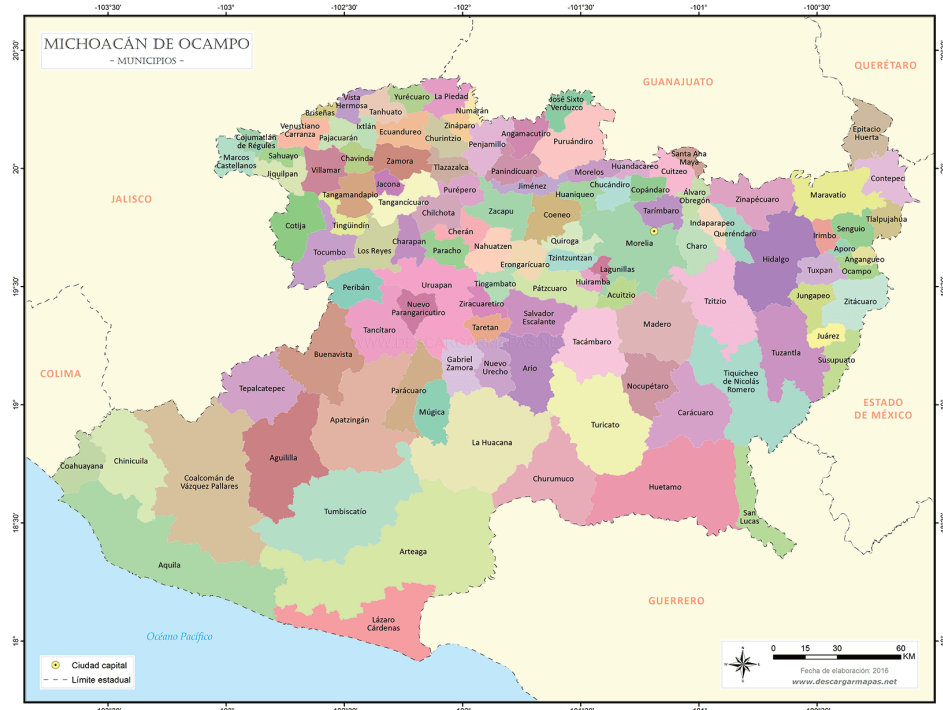 -103°30'
-103°
-102°30'
-102°
-101°30'
-101°
-100°30'
MICHOACÁN DE OCAMPO
- MUNICIPIOS -
20°30'
GUANAJUATO
QUERÉTARO
Vista
Hermosa
Yurécuaro
La Piedad
José Sixto
Verduzco
Briseñas
Tanhuato
Numarán
Epitacio
Huerta
Venustiano
Carranza
Ixtlán
Ecuandureo
Zináparo
Angamacutiro
Cojumatlán
de Régules
Pajacuarán
Churintzio
Penjamillo
Puruándiro
Marcos
Castellanos
Sahuayo
Chavinda
Zamora
Santa Ana
Maya
20°
Jiquilpan
Villamar
Tlazazalca
Panindícuaro
Morelos
Huandacareo
Cuitzeo
Contepec
Jacona
Purépero
Jiménez
Chucándiro
Copándaro
Álvaro
Obregón
Maravatío
JALISCO
Tangamandapio
Tangancícuaro
Huaniqueo
Zinapécuaro
Chilchota
Zacapu
Coeneo
Tarímbaro
Tlalpujahua
Cotija
Tingüindín
Indaparapeo
Queréndaro
Irimbo
Senguio
Cherán
Charapan
Nahuatzen
Quiroga
Morelia
Charo
Aporo
Tocumbo
Los Reyes
Paracho
Tzintzuntzan
Hidalgo
Angangueo
Erongarícuaro
Lagunillas
Tuxpan
Ocampo
Peribán
Uruapan
Tingambato
Pátzcuaro
Huiramba
Acuitzio
19°30'
Jungapeo
Zitácuaro
Nuevo
Parangaricutiro
Ziracuaretiro
Tzitzio
Tancítaro
Taretan
Salvador
Escalante
Madero
Juárez
Tacámbaro
Buenavista
Gabriel
Zamora
Nuevo
Urecho
Ario
Tuzantla
Susupuato
COLIMA
Tiquicheo
de Nicolás
Romero
Tepalcatepec
Parácuaro
Nocupétaro
ESTADO
DE MÉXICO
19°
Múgica
Carácuaro
Apatzingán
Turicato
La Huacana
Coahuayana
Chinicuila
Aguililla
Coalcomán de
Vázquez Pallares
Churumuco
Huetamo
Tumbiscatío
San
Lucas
18°30'
Arteaga
Aquila
GUERRERO
Lázaro
Cárdenas
Océano Pacífico
18°
Ciudad capital
Límite estadual
0 15 30 60
KM
Fecha de elaboración: 2016
www.descargarmapas.net